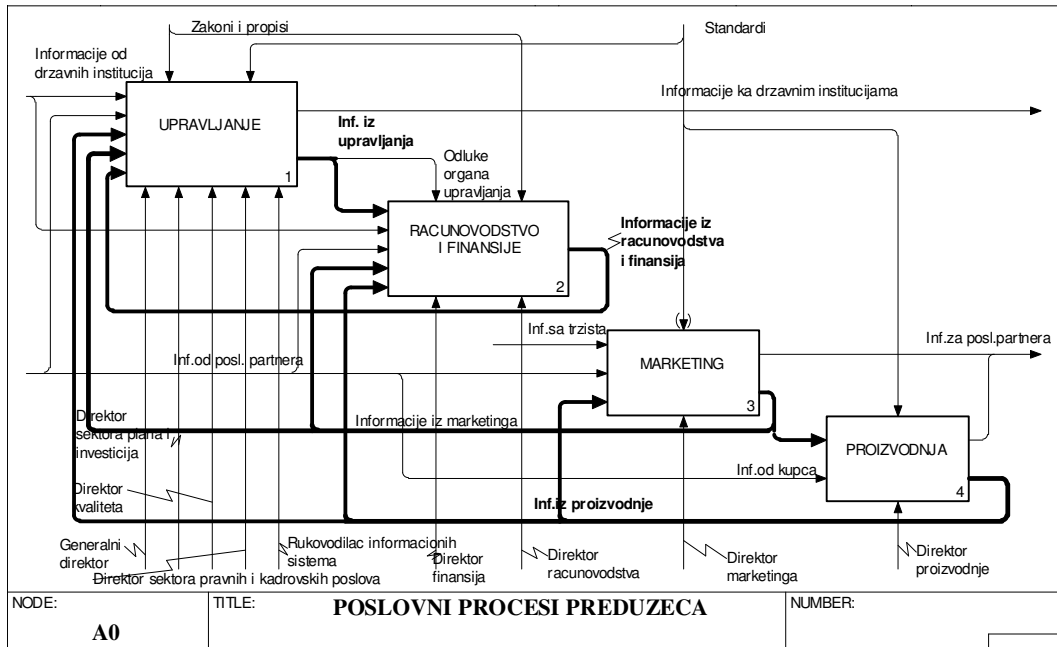 Zakoni i propisi
Standardi
Informacije od
drzavnih institucija
Informacije ka drzavnim institucijama
UPRAVLJANJE
1
Inf. iz
upravljanja
Odluke
organa
upravljanja
RACUNOVODSTVO
I FINANSIJE
2
Informacije iz
racunovodstva
i finansija
Inf.sa trzista
Inf.od posl. partnera
MARKETING
3
Inf.za posl.partnera
Direktor
sektora plana i
investicija
Informacije iz marketinga
PROIZVODNJA
4
Inf.od kupca
Direktor
kvaliteta
Inf.iz proizvodnje
Generalni
direktor
Rukovodilac informacionih
sistema
Direktor sektora pravnih i kadrovskih poslova
Direktor
finansija
Direktor
racunovodstva
Direktor
marketinga
Direktor
proizvodnje
NODE:
A0
TITLE:
POSLOVNI PROCESI PREDUZECA
NUMBER: